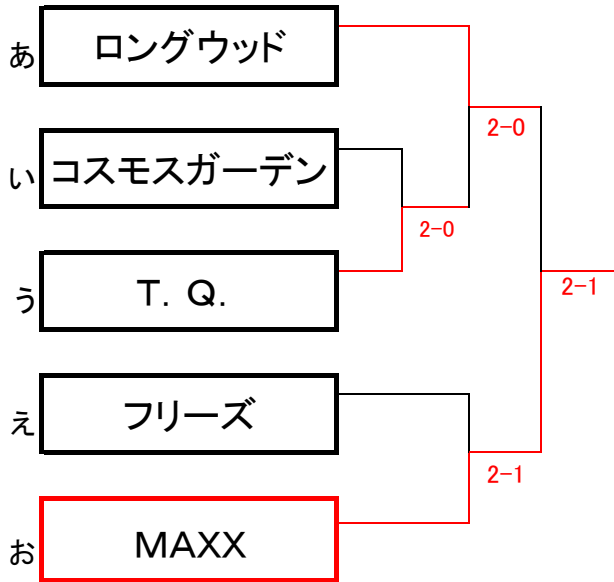 あ ロングウッド
2-0
い コスモスガーデン
2-0
う T. Q.
2-1
え フリーズ
2-1
お MAXX